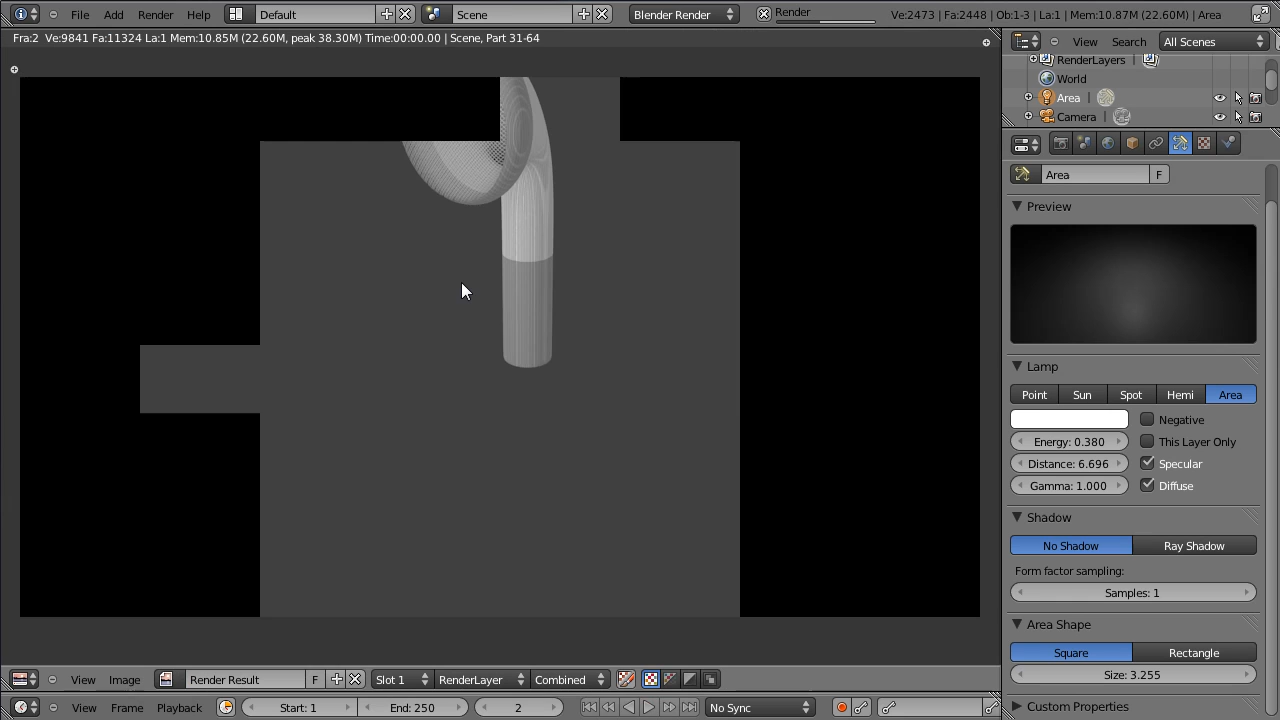 File Add Render Help Default Scene Blender Render Render Ve:2473 | Fa:2448 | Ob:1-3 | La:1 | Mem:10.87M (22.60M) | Area
Fra:2 Ve:9841 Fa:11324 La:1 Mem:10.85M (22.60M, peak 38.30M) Time:00:00.00 | Scene, Part 31-64
View Search All Scenes
RenderLayers
World
Area
Camera
Area F
Preview
Lamp
Point Sun Spot Hemi Area
Negative
Energy: 0.380 This Layer Only
Distance: 6.696 Specular
Gamma: 1.000 Diffuse
Shadow
No Shadow Ray Shadow
Form factor sampling:
Samples: 1
Area Shape
Square Rectangle
Size: 3.255
Custom Properties
View Image Render Result F Slot 1 RenderLayer Combined
View Frame Playback Start: 1 End: 250 2 No Sync